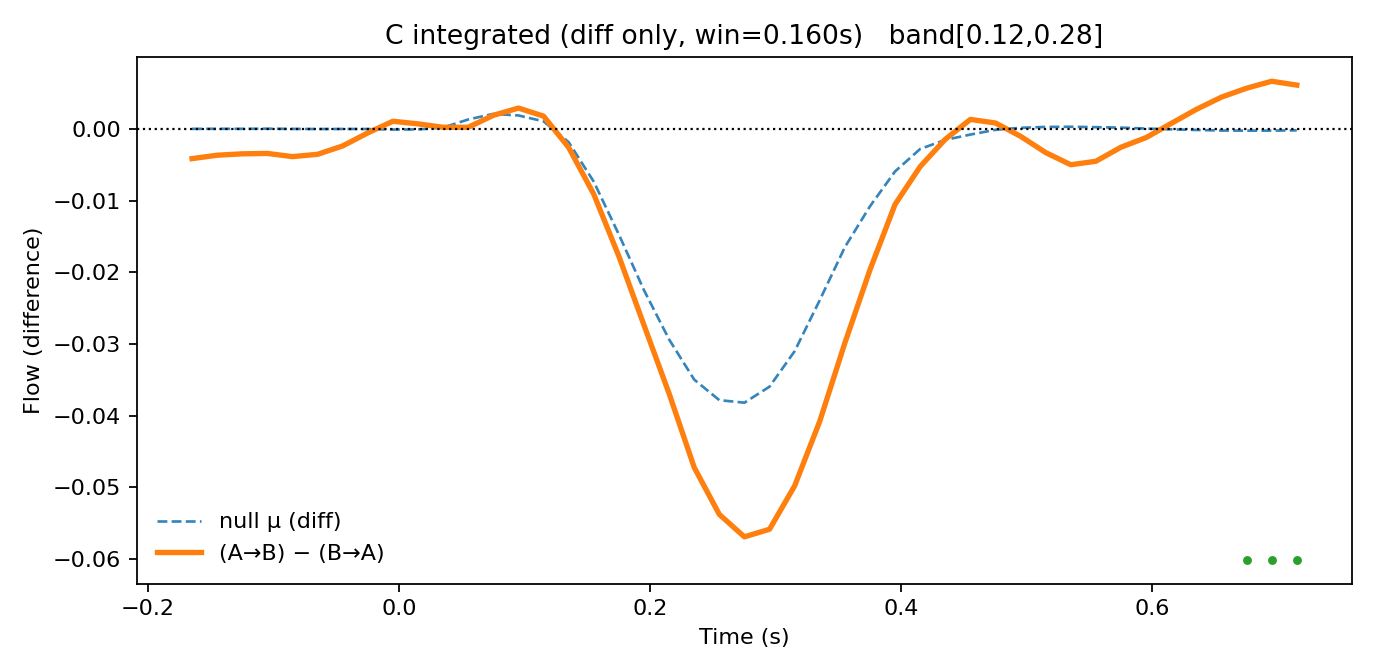 C integrated (diff only, win=0.160s)   band[0.12,0.28]
Flow (difference)
0.00
−0.01
−0.02
−0.03
−0.04
−0.05
−0.06
null μ (diff)
(A→B) − (B→A)
−0.2
0.0
0.2
0.4
0.6
Time (s)